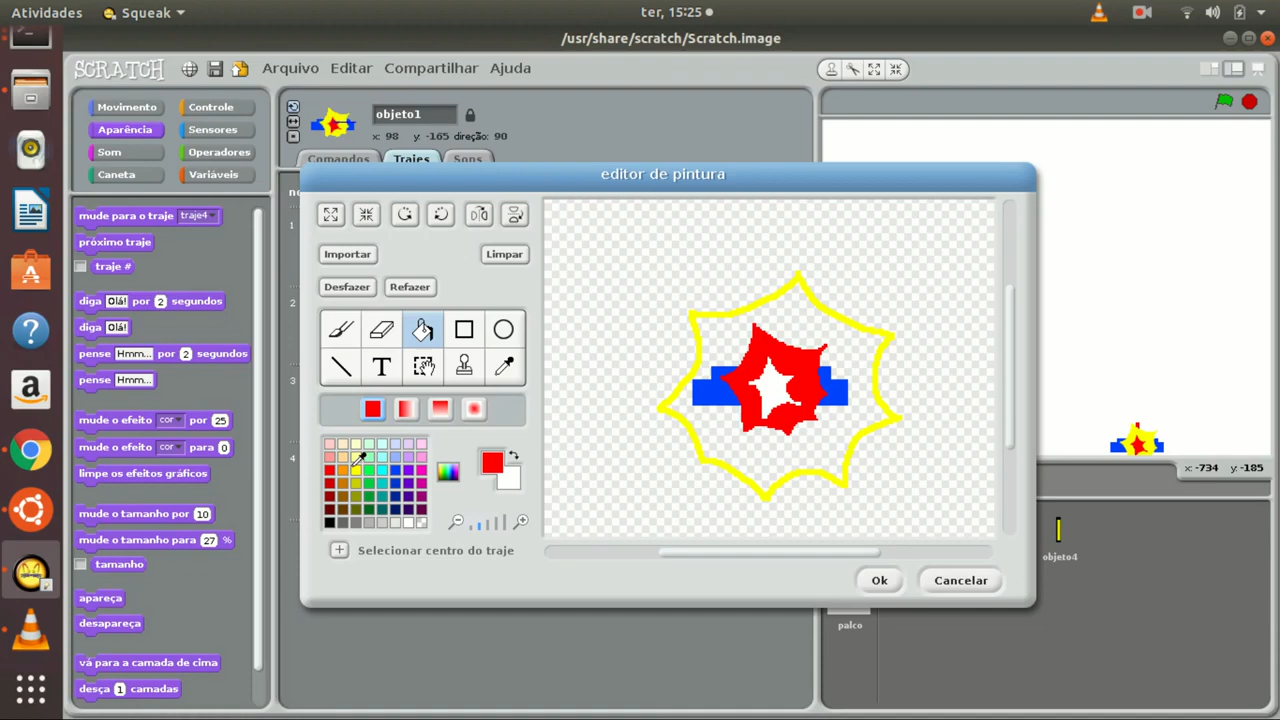 Atividades Squeak ter, 15:25
/usr/share/scratch/Scratch.image
SCRATCH Arquivo Editar Compartilhar Ajuda
Movimento Controle
Aparência Sensores
Som Operadores
Caneta Variáveis
objeto1
x: 98 y: -165 direção: 90
Comandos Trajes Sons
editor de pintura
mude para o traje traje4
próximo traje
traje #
diga Olá! por 2 segundos
diga Olá!
pense Hmm... por 2 segundos
pense Hmm...
mude o efeito cor por 25
mude o efeito cor para 0
limpe os efeitos gráficos
mude o tamanho por 10
mude o tamanho para 27 %
tamanho
apareça
desapareça
vá para a camada de cima
desça 1 camadas
1
2
3
4
Importar Limpar
Desfazer Refazer
T
Selecionar centro do traje
Ok Cancelar
x: -734 y: -185
objeto4
palco